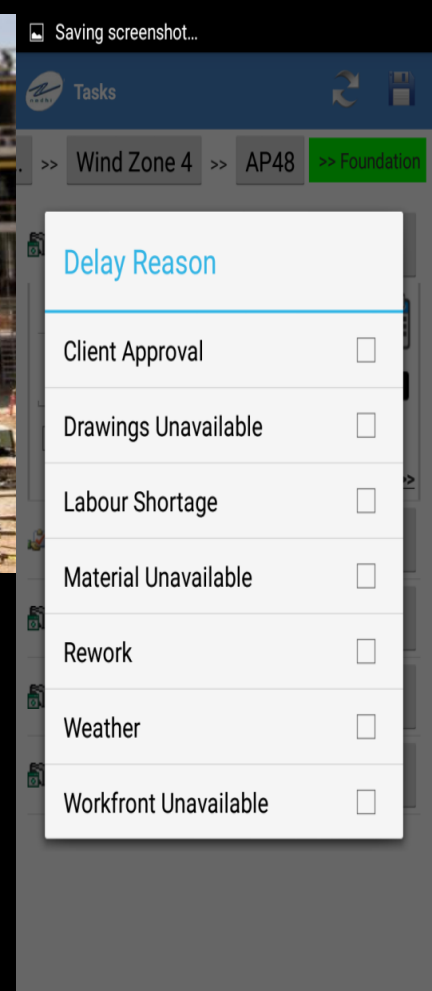 Saving screenshot...
Tasks
. >> Wind Zone 4 >> AP48 >> Foundation
Delay Reason
Client Approval
Drawings Unavailable
>>
Labour Shortage
Material Unavailable
Rework
Weather
Workfront Unavailable